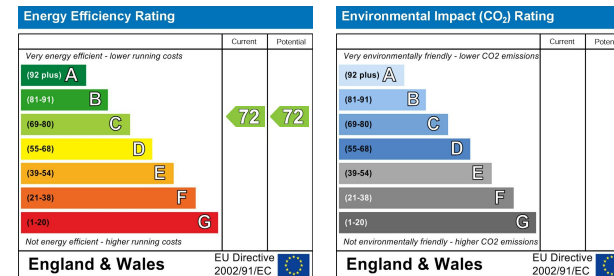 Energy Efficiency Rating
Current Potential
Very energy efficient - lower running costs
(92 plus) A
(81-91) B
(69-80) C
72 72
(55-68) D
(39-54) E
(21-38) F
(1-20) G
Not energy efficient - higher running costs
England & Wales
EU Directive
2002/91/EC
Environmental Impact (CO₂) Rating
Current Poten
Very environmentally friendly - lower CO2 emissions
(92 plus) A
(81-91) B
(69-80) C
(55-68) D
(39-54) E
(21-38) F
(1-20) G
Not environmentally friendly - higher CO2 emissions
England & Wales
EU Directive
2002/91/EC